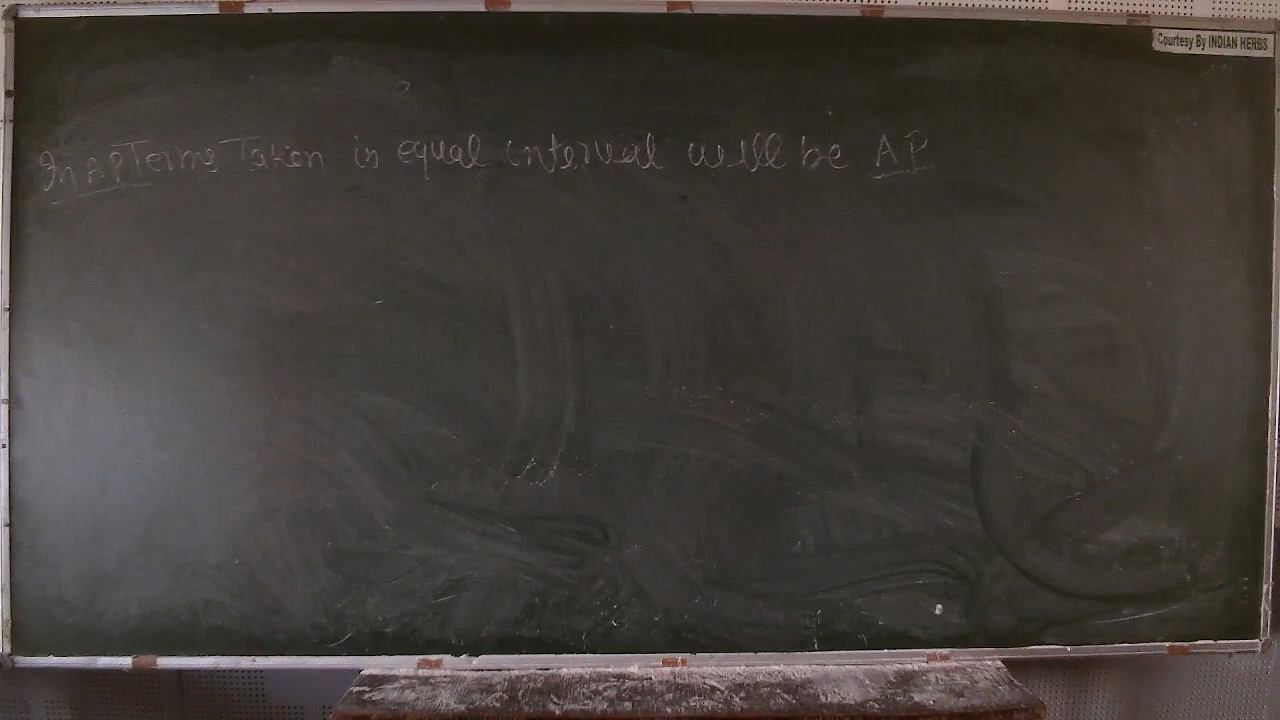 Courtesy By INDIAN HERBS
In AP Terms Taken in equal interval will be AP